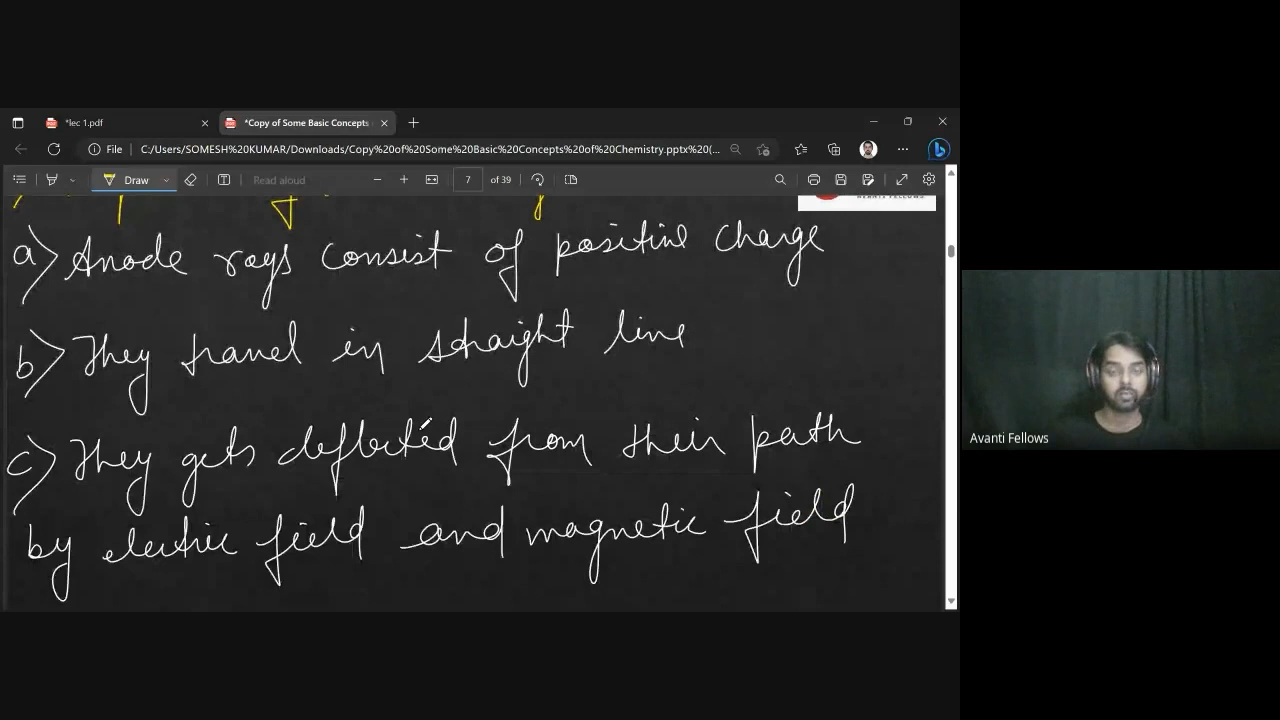 *lec 1.pdf
*Copy of Some Basic Concepts
File
C:/Users/SOMESH%20KUMAR/Downloads/Copy%20of%20Some%20Basic%20Concepts%20of%20Chemistry.pptx%20(...
Draw
Read aloud
7 of 39
AVANTI FELLOWS
a) Anode rays consist of positive charge
b) They travel in straight line
c) They gets deflected from their path
by electric field and magnetic field
Avanti Fellows